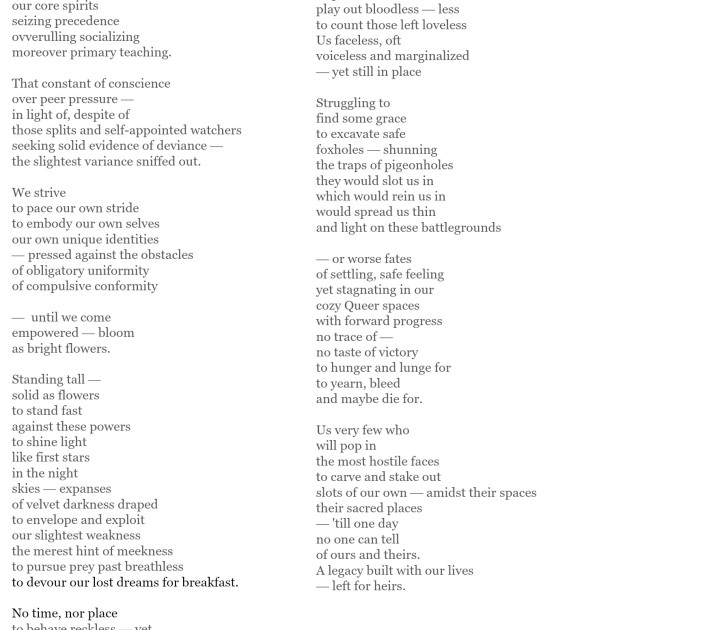 our core spirits
seizing precedence
ovverulling socializing
moreover primary teaching.

That constant of conscience
over peer pressure —
in light of, despite of
those splits and self-appointed watchers
seeking solid evidence of deviance —
the slightest variance sniffed out.

We strive
to pace our own stride
to embody our own selves
our own unique identities
— pressed against the obstacles
of obligatory uniformity
of compulsive conformity

— until we come
empowered — bloom
as bright flowers.

Standing tall —
solid as flowers
to stand fast
against these powers
to shine light
like first stars
in the night
skies — expanses
of velvet darkness draped
to envelope and exploit
our slightest weakness
the merest hint of meekness
to pursue prey past breathless
to devour our lost dreams for breakfast.

No time, nor place
to behave reckless — yet

play out bloodless — less
to count those left loveless
Us faceless, oft
voiceless and marginalized
— yet still in place

Struggling to
find some grace
to excavate safe
foxholes — shunning
the traps of pigeonholes
they would slot us in
which would rein us in
would spread us thin
and light on these battlegrounds

— or worse fates
of settling, safe feeling
yet stagnating in our
cozy Queer spaces
with forward progress
no trace of —
no taste of victory
to hunger and lunge for
to yearn, bleed
and maybe die for.

Us very few who
will pop in
the most hostile faces
to carve and stake out
slots of our own — amidst their spaces
their sacred places
— 'till one day
no one can tell
of ours and theirs.
A legacy built with our lives
— left for heirs.